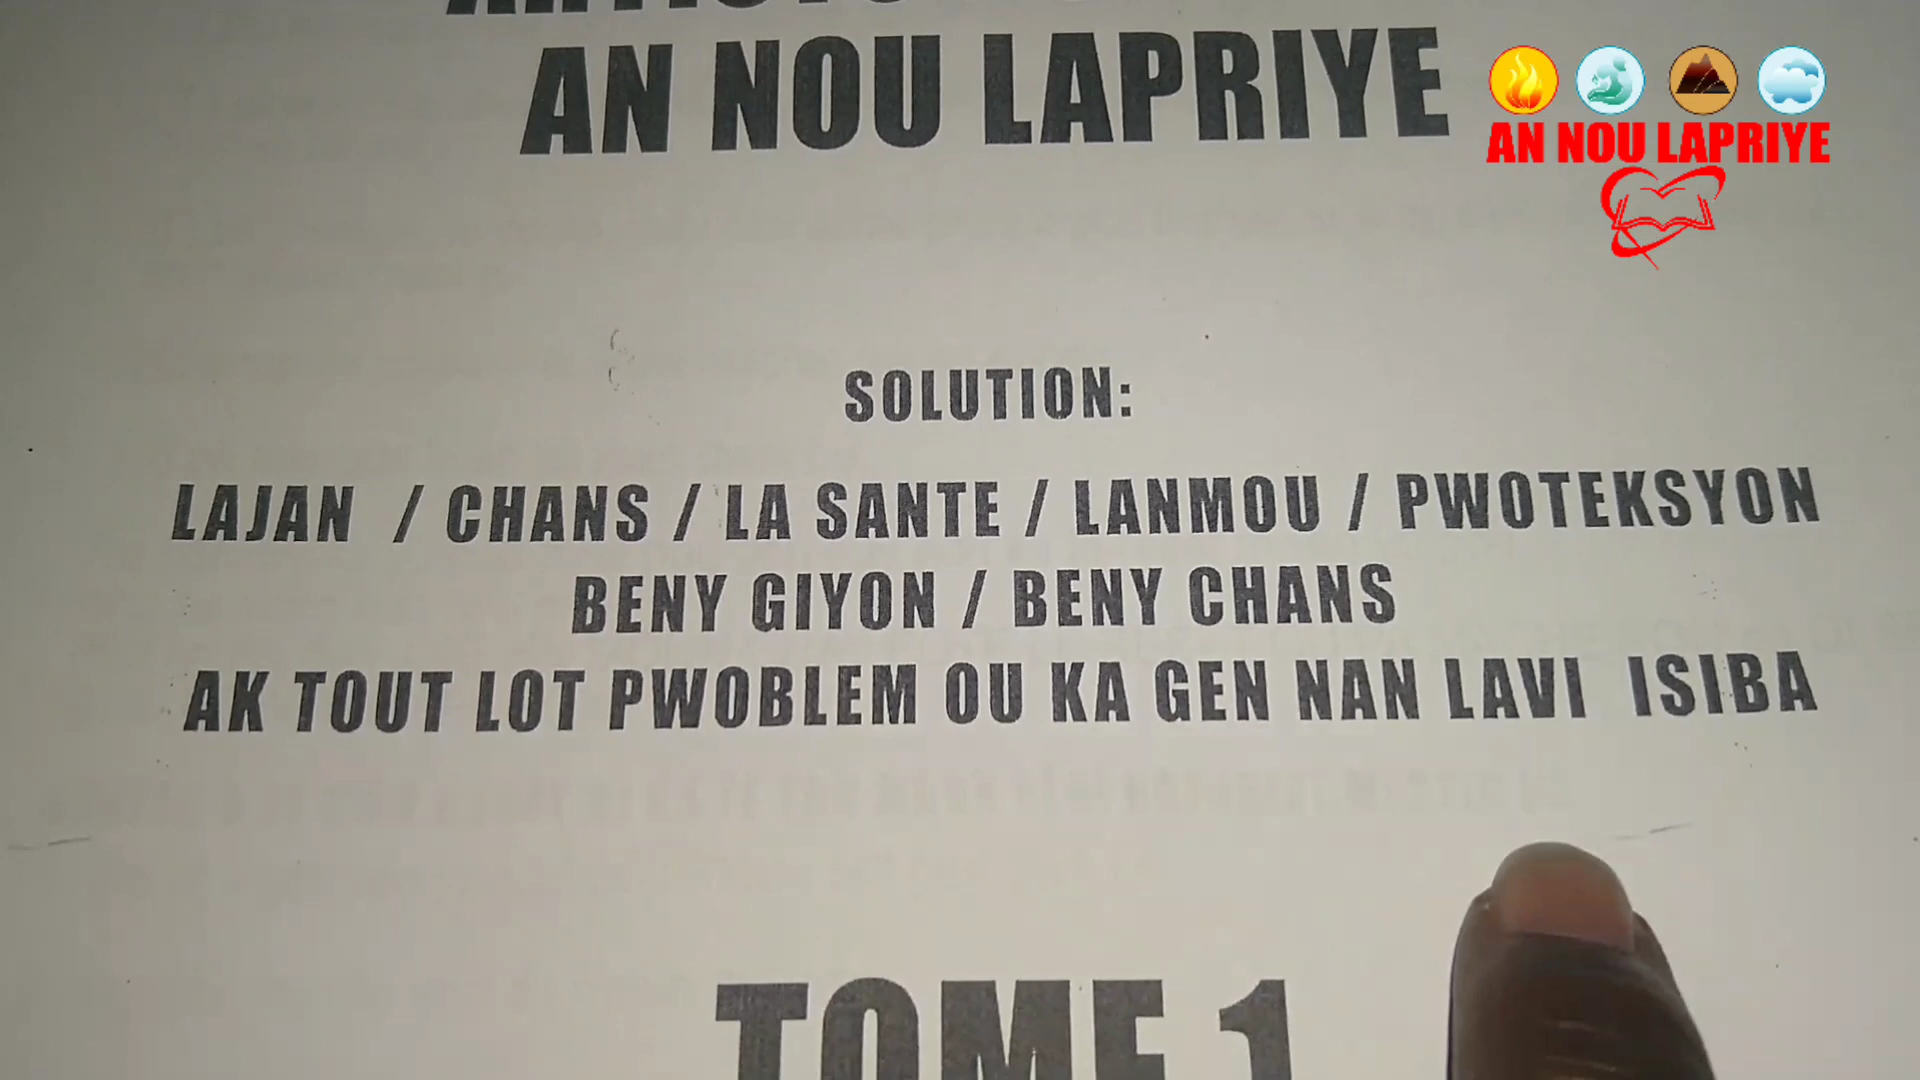 AN NOU LAPRIYE
AN NOU LAPRIYE
SOLUTION:
LAJAN / CHANS / LA SANTE / LANMOU / PWOTEKSYON
BENY GIYON / BENY CHANS
AK TOUT LOT PWOBLEM OU KA GEN NAN LAVI ISIBA
TOME 1